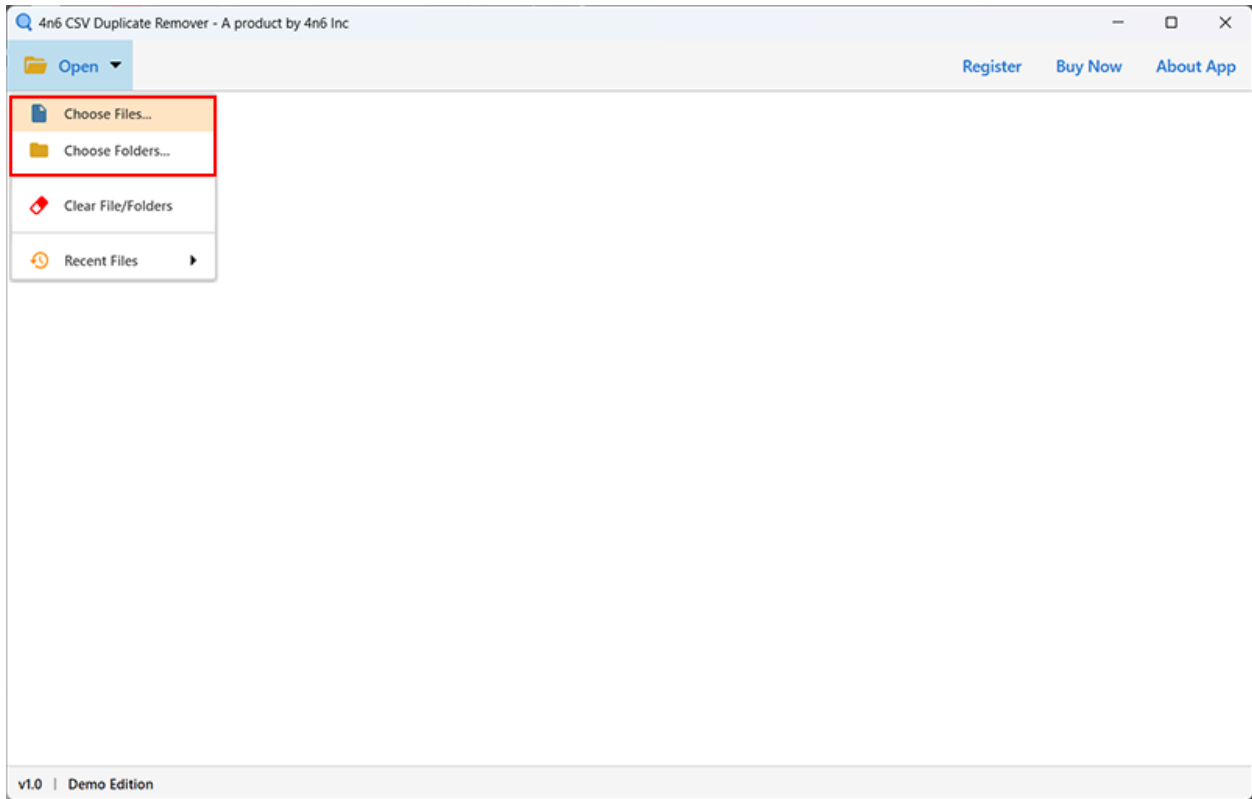 4n6 CSV Duplicate Remover - A product by 4n6 Inc
Open Register Buy Now About App
Choose Files...
Choose Folders...
Clear File/Folders
Recent Files
v1.0 | Demo Edition